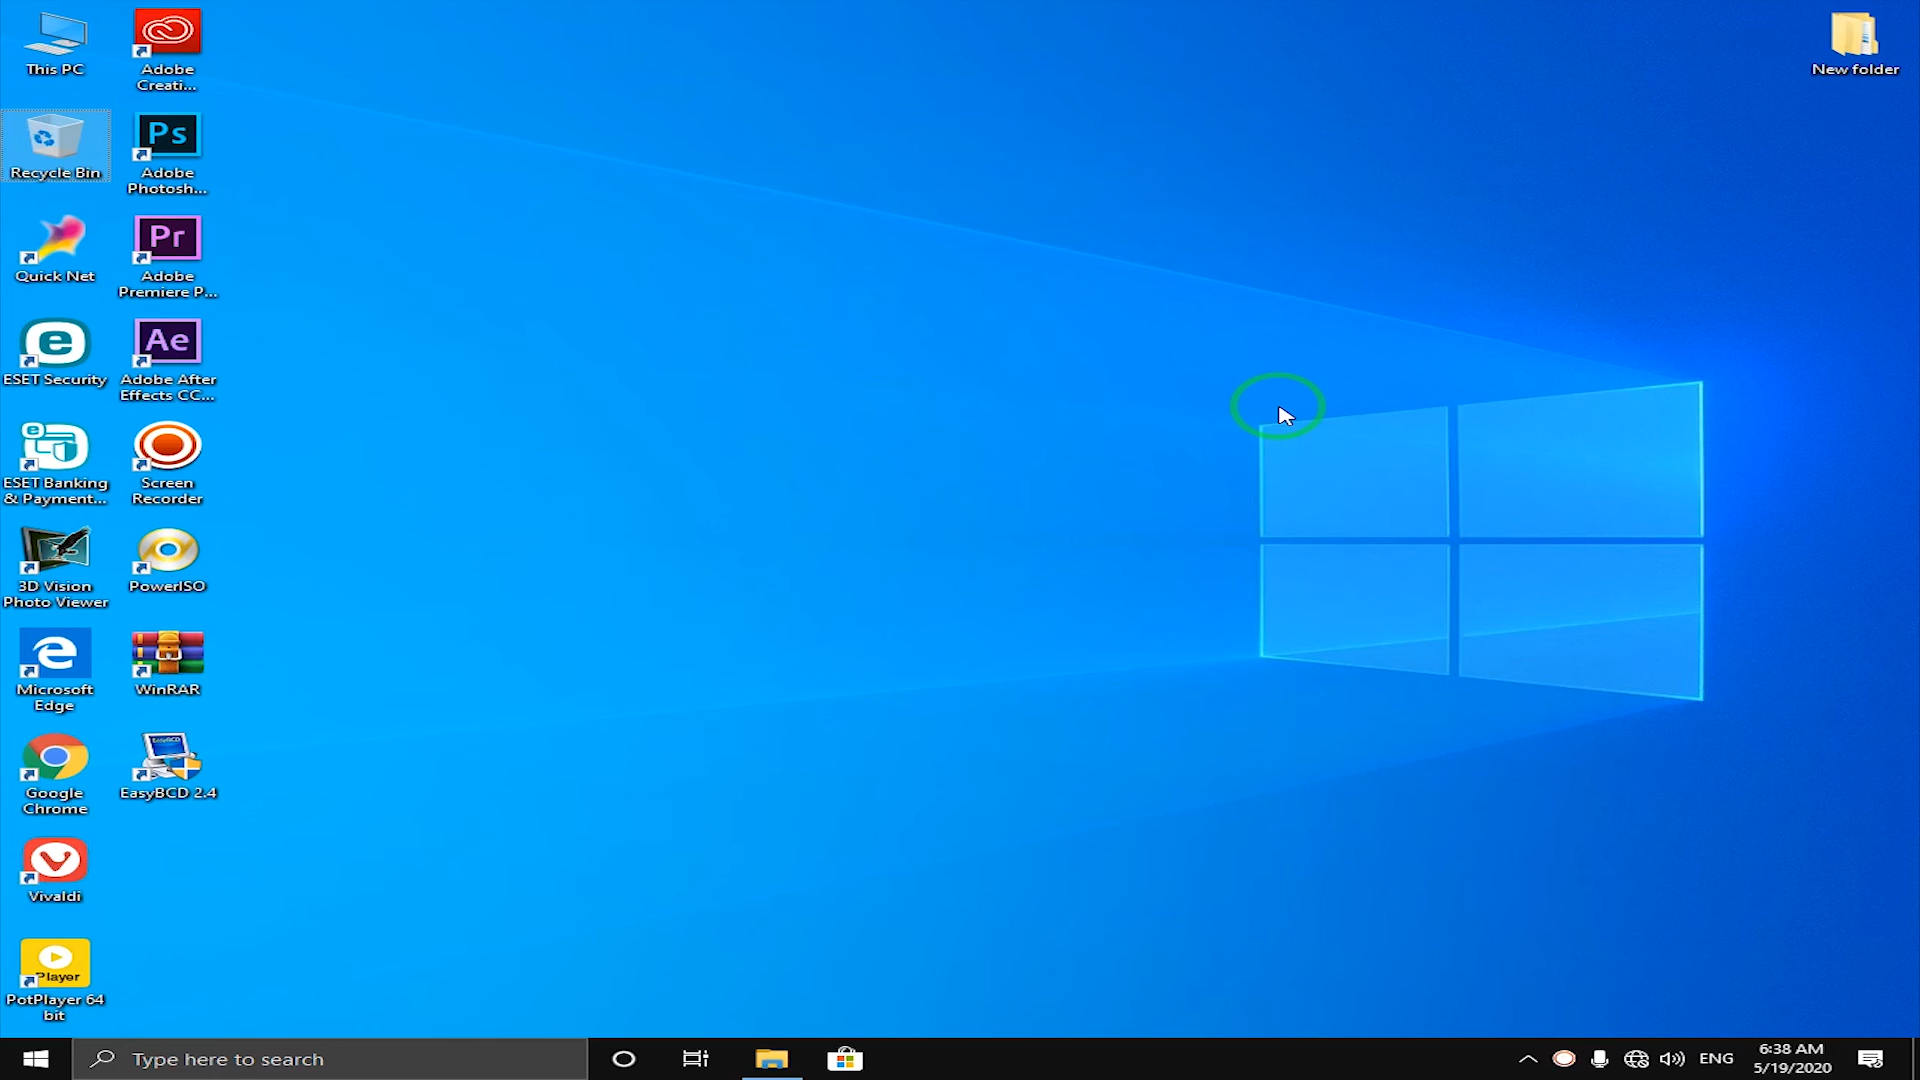 This PC
Adobe
Creati...
New folder
Recycle Bin
Ps
Adobe
Photosh...
Quick Net
Pr
Adobe
Premiere P...
e
ESET Security
Ae
Adobe After
Effects CC...
e
ESET Banking
& Payment...
Screen
Recorder
3D Vision
Photo Viewer
PowerISO
Microsoft
Edge
WinRAR
Google
Chrome
EasyBCD
EasyBCD 2.4
Vivaldi
Player
PotPlayer 64
bit
Type here to search
ENG
6:38 AM
5/19/2020